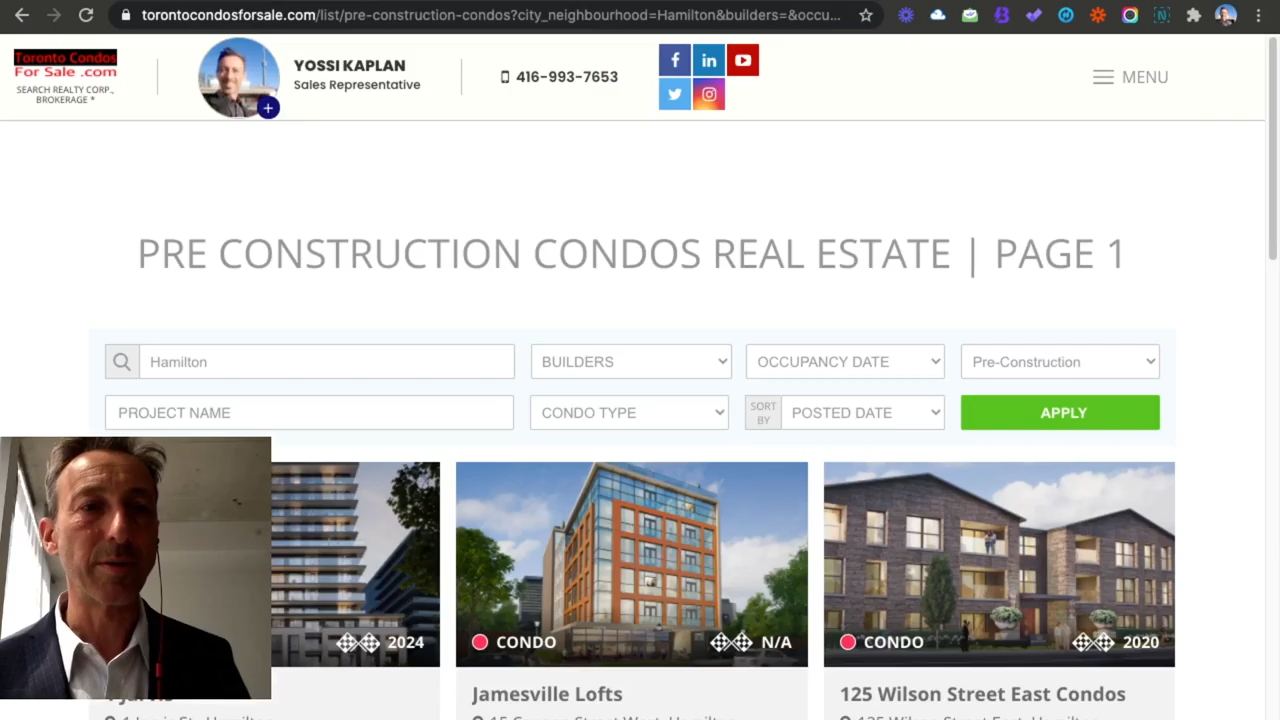 torontocondosforsale.com/list/pre-construction-condos?city_neighbourhood=Hamilton&builders=&occu...
Toronto Condos
For Sale .com
SEARCH REALTY CORP.,
BROKERAGE *
YOSSI KAPLAN
Sales Representative
416-993-7653
MENU
PRE CONSTRUCTION CONDOS REAL ESTATE | PAGE 1
Hamilton
BUILDERS
OCCUPANCY DATE
Pre-Construction
PROJECT NAME
CONDO TYPE
SORT
BY
POSTED DATE
APPLY
2024
CONDO
N/A
CONDO
2020
Jamesville Lofts
125 Wilson Street East Condos